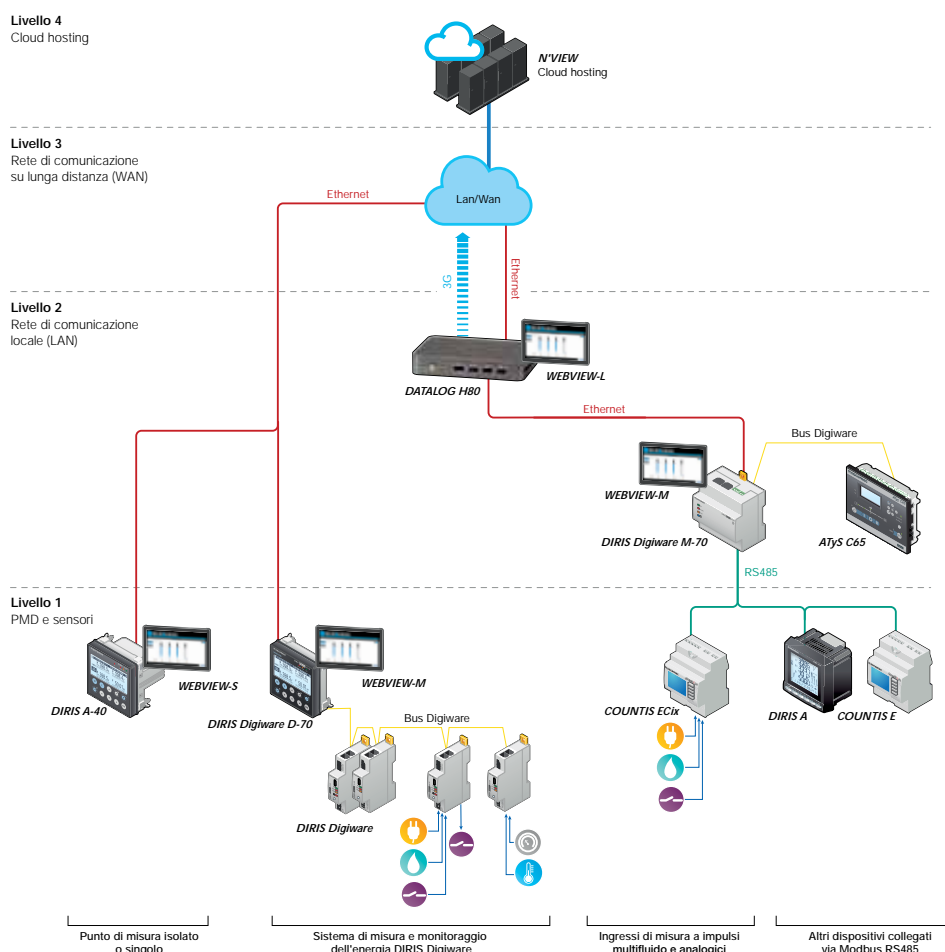 Livello 4
Cloud hosting
N'VIEW
Cloud hosting
Livello 3
Rete di comunicazione
su lunga distanza (WAN)
Ethernet
Lan/Wan
3G
Ethernet
Livello 2
Rete di comunicazione
locale (LAN)
WEBVIEW-L
DATALOG H80
Ethernet
Bus Digiware
WEBVIEW-M
DIRIS Digiware M-70
ATyS C65
RS485
Livello 1
PMD e sensori
WEBVIEW-S
WEBVIEW-M
DIRIS A-40
DIRIS Digiware D-70
COUNTIS ECix
DIRIS A
COUNTIS E
Bus Digiware
DIRIS Digiware
Punto di misura isolato
o singolo
Sistema di misura e monitoraggio
dell'energia DIRIS Digiware
Ingressi di misura a impulsi
multifluido e analogici
Altri dispositivi collegati
via Modbus RS485